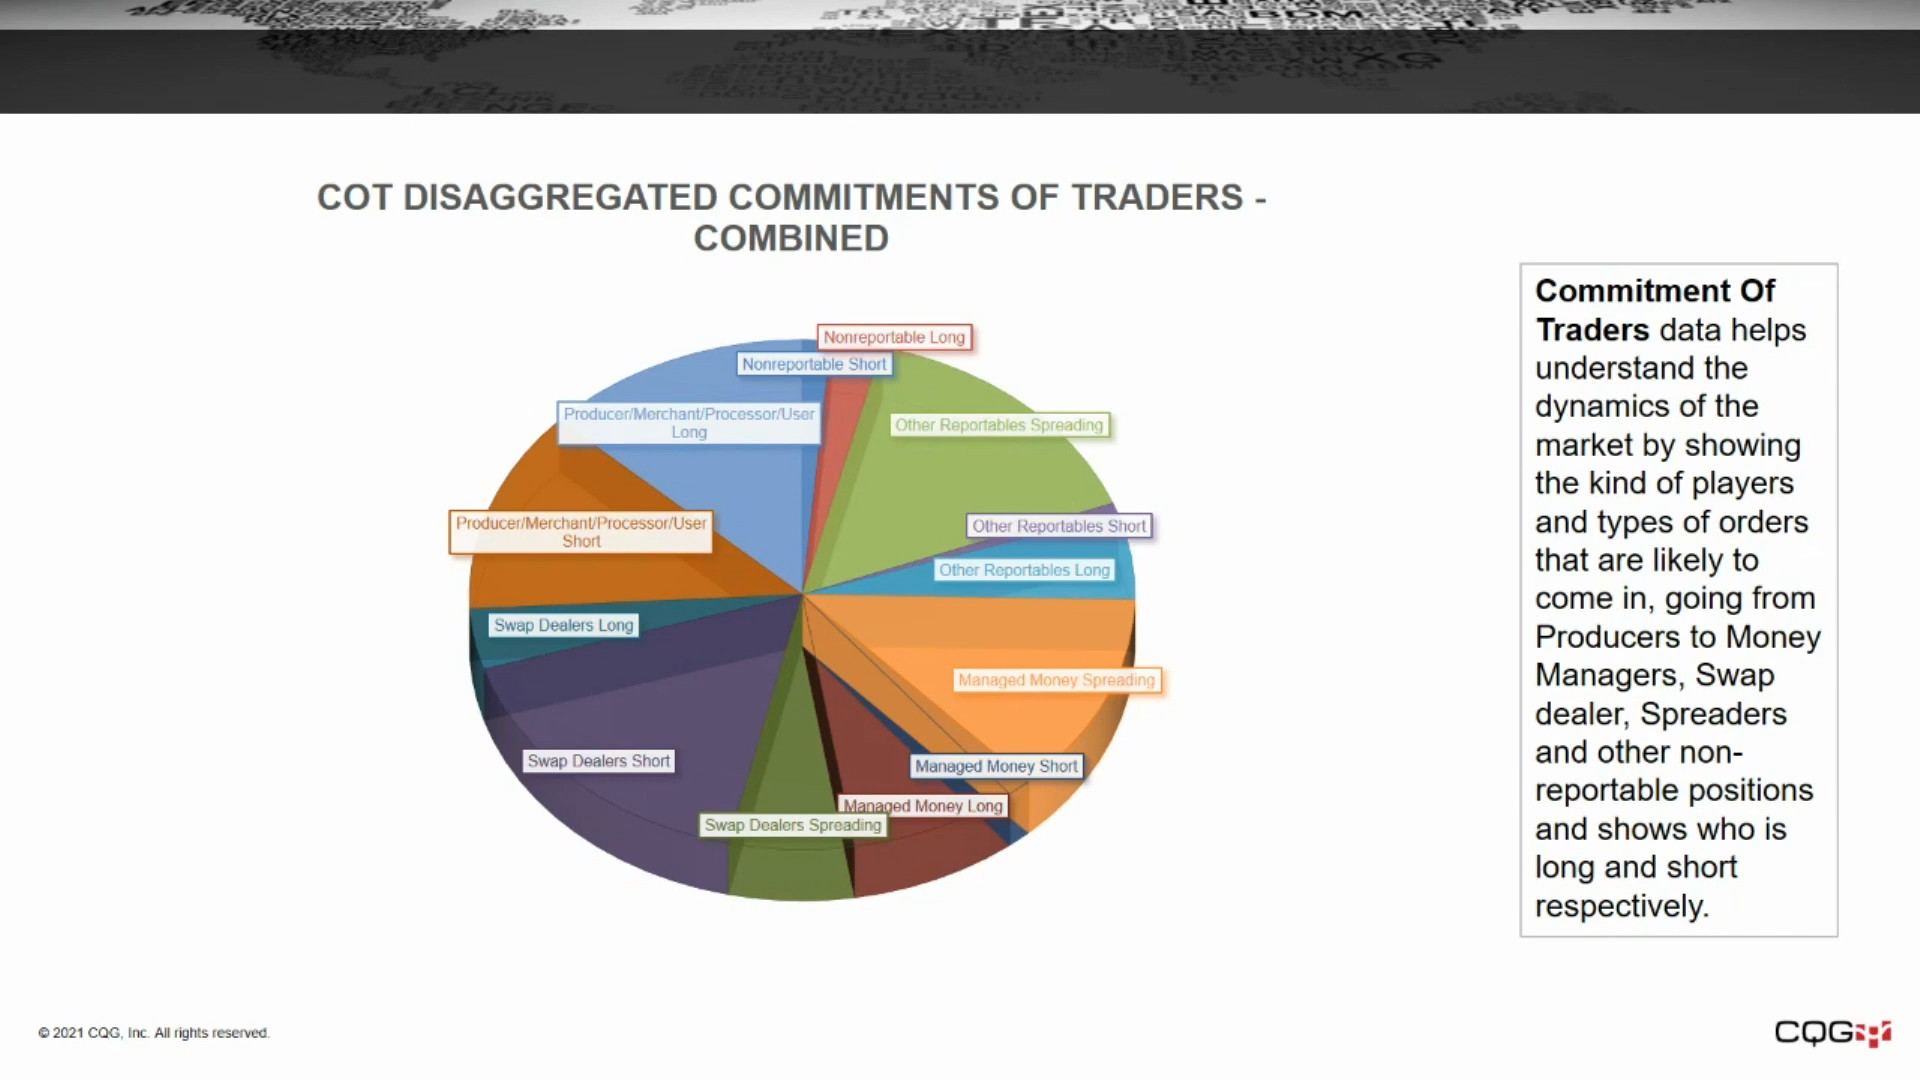 COT DISAGGREGATED COMMITMENTS OF TRADERS -
COMBINED
Nonreportable Long
Nonreportable Short
Producer/Merchant/Processor/User
Long
Other Reportables Spreading
Producer/Merchant/Processor/User
Short
Other Reportables Short
Other Reportables Long
Swap Dealers Long
Managed Money Spreading
Swap Dealers Short
Managed Money Short
Managed Money Long
Swap Dealers Spreading
Commitment Of
Traders data helps
understand the
dynamics of the
market by showing
the kind of players
and types of orders
that are likely to
come in, going from
Producers to Money
Managers, Swap
dealer, Spreaders
and other non-
reportable positions
and shows who is
long and short
respectively.
© 2021 CQG, Inc. All rights reserved.
CQG